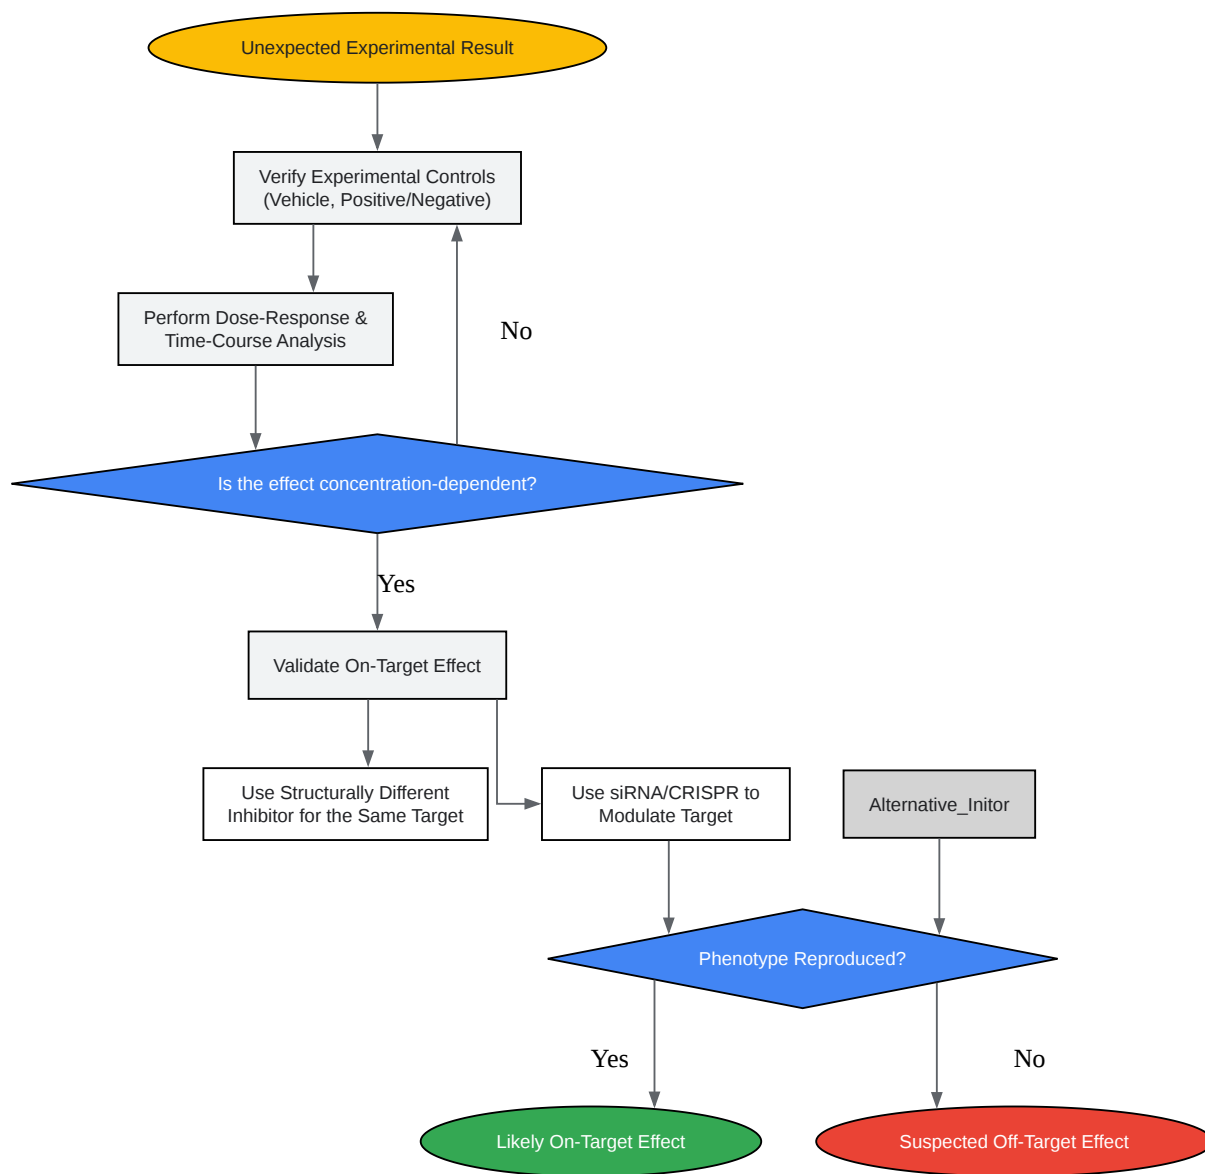 Unexpected Experimental Result
Verify Experimental Controls
(Vehicle, Positive/Negative)
Perform Dose-Response &
Time-Course Analysis
No
Is the effect concentration-dependent?
Yes
Validate On-Target Effect
Use Structurally Different
Inhibitor for the Same Target
Use siRNA/CRISPR to
Modulate Target
Alternative_Initor
Phenotype Reproduced?
Yes
No
Likely On-Target Effect
Suspected Off-Target Effect